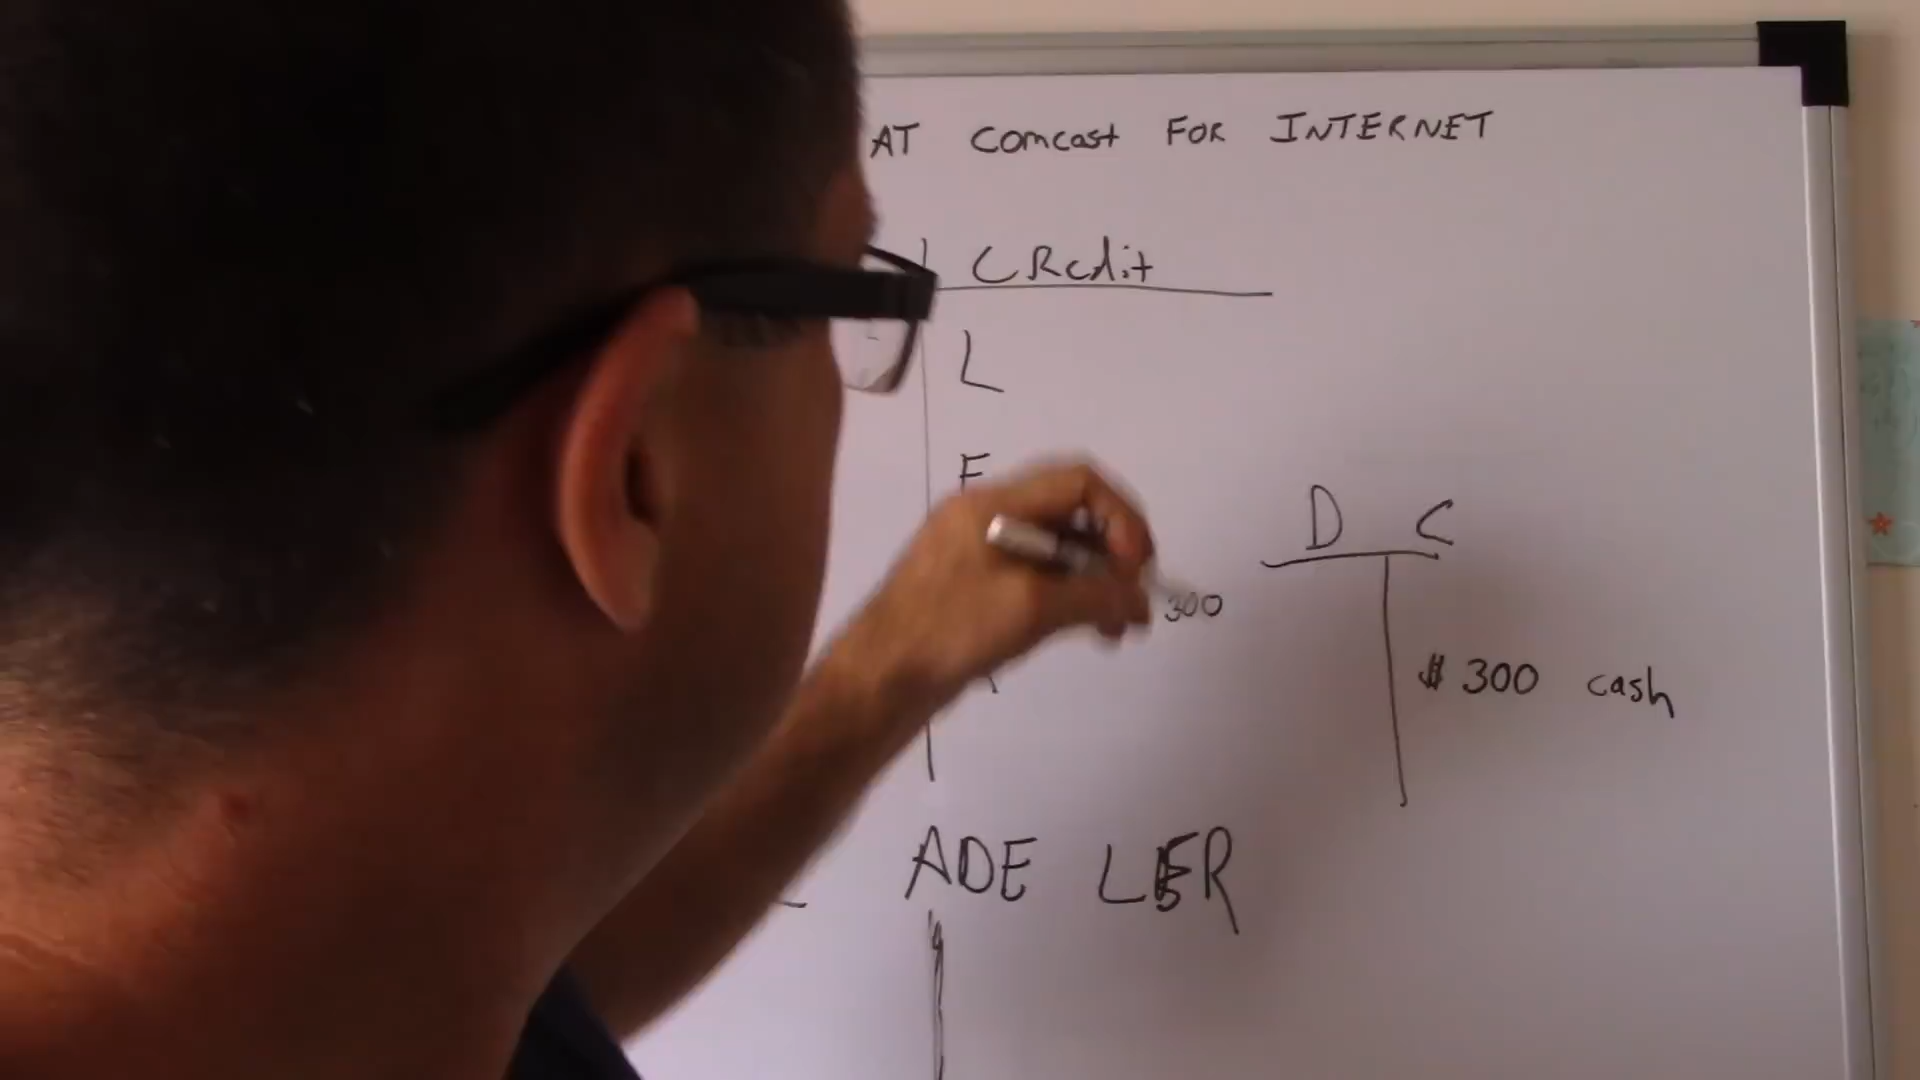 AT Comcast FOR INTERNET
CRedit
L
E
D C
300
$ 300 cash
ADE LER